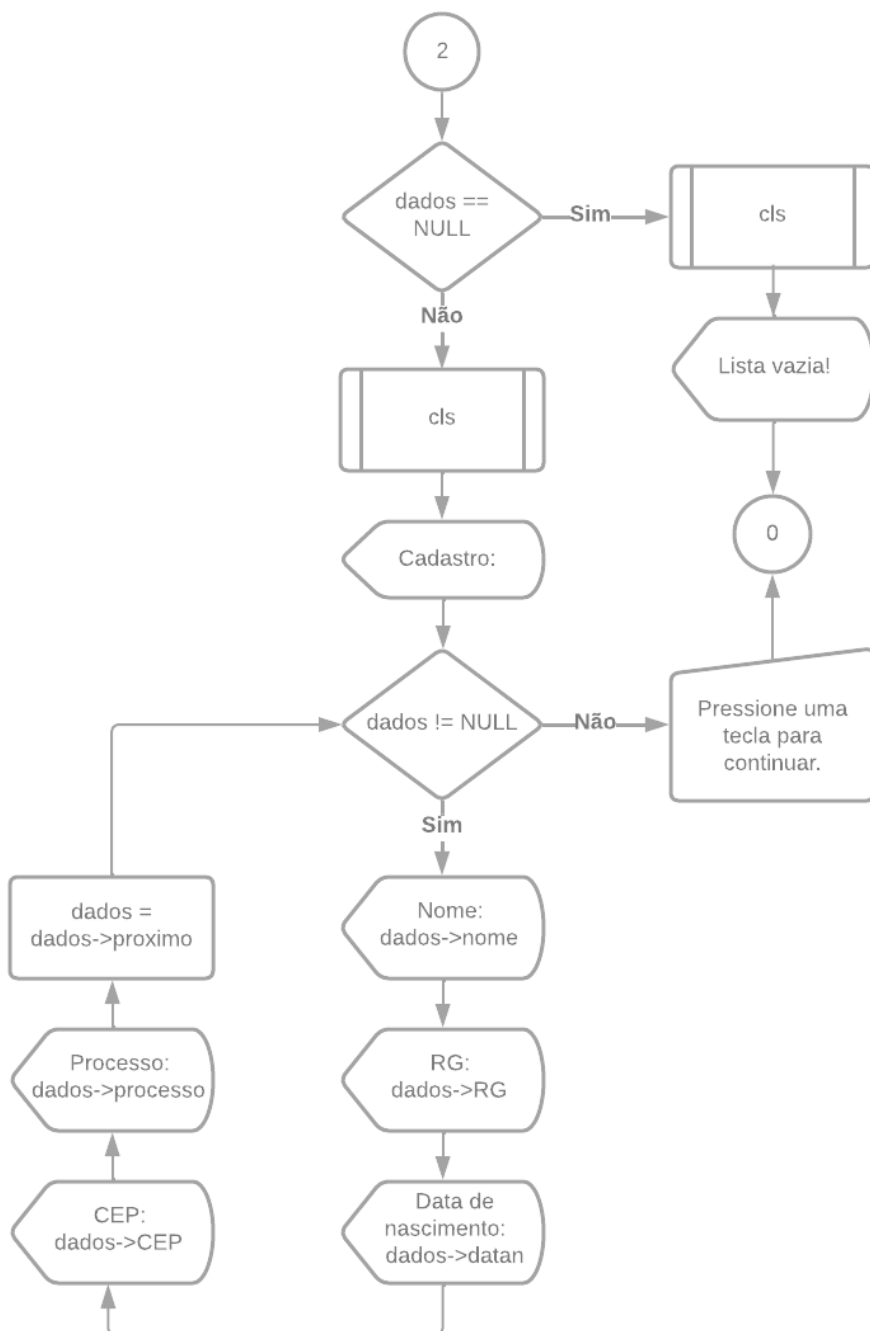 2
dados ==
NULL
Sim
cls
Lista vazia!
0
Não
cls
Cadastro:
dados != NULL
Não
Pressione uma
tecla para
continuar.
Sim
Nome:
dados->nome
RG:
dados->RG
Data de
nascimento:
dados->datan
CEP:
dados->CEP
Processo:
dados->processo
dados =
dados->proximo